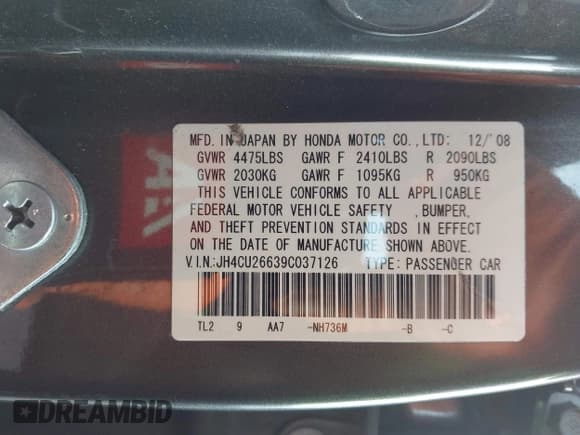 MFD. IN JAPAN BY HONDA MOTOR CO., LTD: 12/'08
GVWR 4475LBS GAWR F 2410LBS R 2090LBS
GVWR 2030KG GAWR F 1095KG R 950KG
THIS VEHICLE CONFORMS TO ALL APPLICABLE
FEDERAL MOTOR VEHICLE SAFETY , BUMPER,
AND THEFT PREVENTION STANDARDS IN EFFECT
ON THE DATE OF MANUFACTURE SHOWN ABOVE.
V.I.N:JH4CU26639C037126 TYPE: PASSENGER CAR
TL2 9 AA7 -NH736M -B -C
DREAMBID